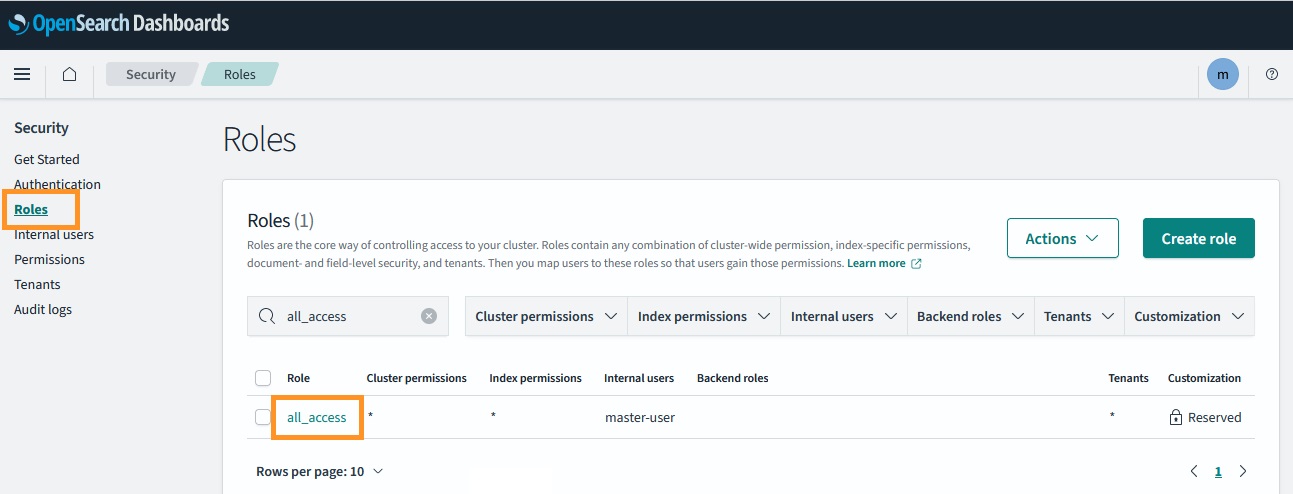 OpenSearch Dashboards
Security
Roles
m
Security
Get Started
Authentication
Roles
Internal users
Permissions
Tenants
Audit logs
Roles
Roles (1)
Roles are the core way of controlling access to your cluster. Roles contain any combination of cluster-wide permission, index-specific permissions,
document- and field-level security, and tenants. Then you map users to these roles so that users gain those permissions. Learn more
Actions
Create role
all_access
Cluster permissions
Index permissions
Internal users
Backend roles
Tenants
Customization
Role Cluster permissions Index permissions Internal users Backend roles Tenants Customization
all_access * * master-user * Reserved
Rows per page: 10
1